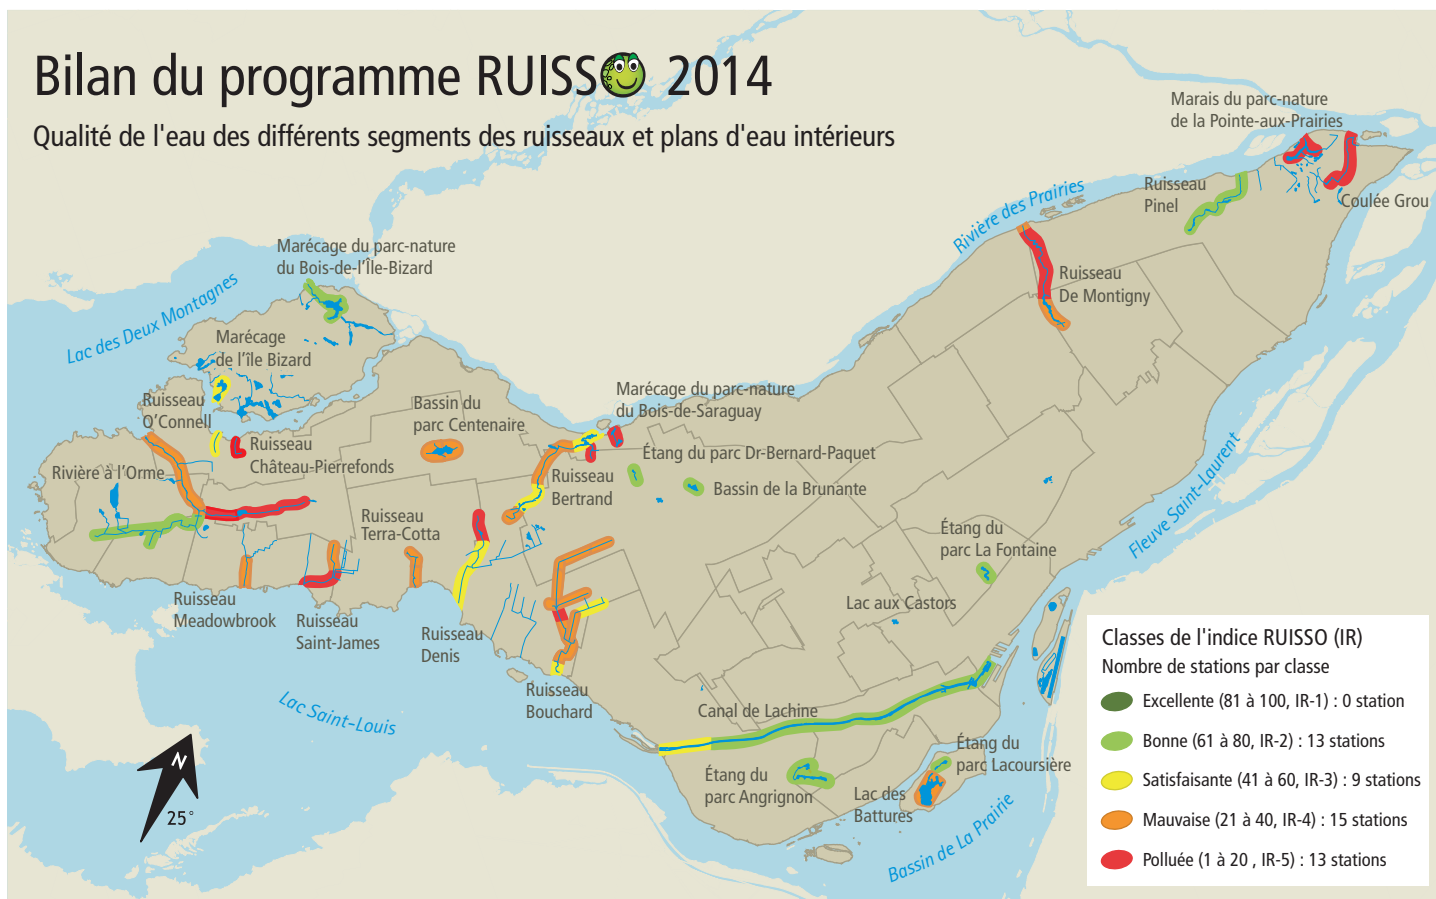 Bilan du programme RUISSO 2014
Qualité de l'eau des différents segments des ruisseaux et plans d'eau intérieurs
Marais du parc-nature
de la Pointe-aux-Prairies
Ruisseau
Pinel
Coulée Grou
Rivière des Prairies
Ruisseau
De Montigny
Marécage du parc-nature
du Bois-de-l'Île-Bizard
Lac des Deux Montagnes
Marécage
de l'île Bizard
Ruisseau
O'Connell
Ruisseau
Château-Pierrefonds
Bassin du
parc Centenaire
Marécage du parc-nature
du Bois-de-Saraguay
Étang du parc Dr-Bernard-Paquet
Bassin de la Brunante
Rivière à l'Orme
Ruisseau
Bertrand
Ruisseau
Terra-Cotta
Étang du
parc La Fontaine
Fleuve Saint-Laurent
Lac aux Castors
Ruisseau
Meadowbrook
Ruisseau
Saint-James
Ruisseau
Denis
Ruisseau
Bouchard
Lac Saint-Louis
Canal de Lachine
Étang du
parc Angrignon
Étang du
parc Lacoursière
Lac des
Battures
Bassin de La Prairie
N
25°
Classes de l'indice RUISSO (IR)
Nombre de stations par classe
Excellente (81 à 100, IR-1) : 0 station
Bonne (61 à 80, IR-2) : 13 stations
Satisfaisante (41 à 60, IR-3) : 9 stations
Mauvaise (21 à 40, IR-4) : 15 stations
Polluée (1 à 20 , IR-5) : 13 stations